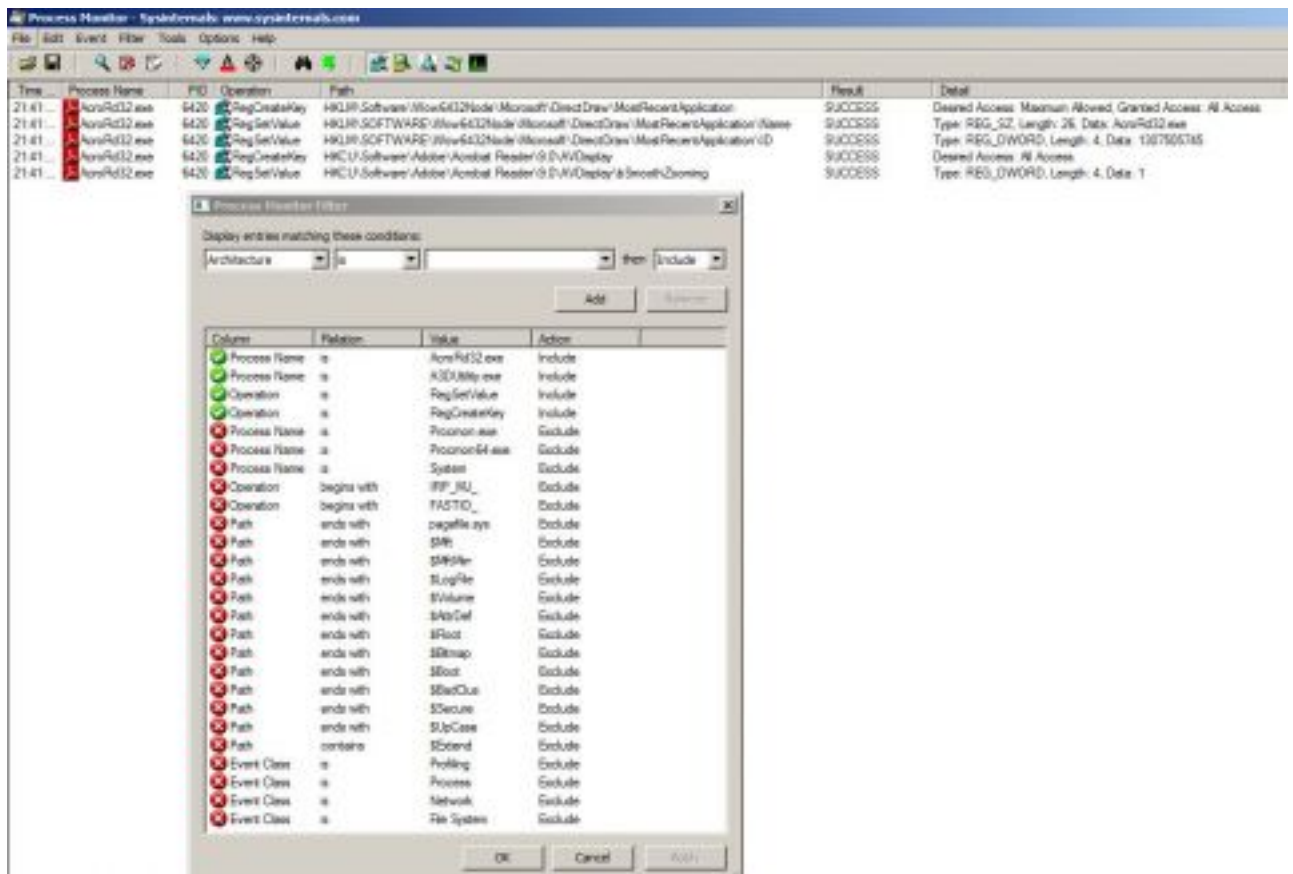 Process Monitor - Sysinternals: www.sysinternals.com
File Edit Event Filter Tools Options Help
Time ... Process Name PID Operation Path Result Detail
21:41:... AcroRd32.exe 6420 RegCreateKey HKLM\Software\Wow6432Node\Microsoft\DirectDraw\MostRecentApplication SUCCESS Desired Access: Maximum Allowed, Granted Access: All Access
21:41:... AcroRd32.exe 6420 RegSetValue HKLM\SOFTWARE\Wow6432Node\Microsoft\DirectDraw\MostRecentApplication\Name SUCCESS Type: REG_SZ, Length: 26, Data: AcroRd32.exe
21:41:... AcroRd32.exe 6420 RegSetValue HKLM\SOFTWARE\Wow6432Node\Microsoft\DirectDraw\MostRecentApplication\ID SUCCESS Type: REG_DWORD, Length: 4, Data:
21:41:... AcroRd32.exe 6420 RegCreateKey HKCU\Software\Adobe\Acrobat Reader\9.0\AVDisplay SUCCESS Desired Access: All Access
21:41:... AcroRd32.exe 6420 RegSetValue HKCU\Software\Adobe\Acrobat Reader\9.0\AVDisplay\bSmoothZooming SUCCESS Type: REG_DWORD, Length: 4, Data: 1
Process Monitor Filter
Display entries matching these conditions:
Architecture is then Include
Add Remove
Column Relation Value Action
Process Name is AcroRd32.exe Include
Process Name is A3DUtility.exe Include
Operation is RegSetValue Include
Operation is RegCreateKey Include
Process Name is Procmon.exe Exclude
Process Name is Procmon64.exe Exclude
Process Name is System Exclude
Operation begins with IRP_MJ_ Exclude
Operation begins with FASTIO_ Exclude
Path ends with pagefile.sys Exclude
Path ends with $Mft Exclude
Path ends with $MftMirr Exclude
Path ends with $LogFile Exclude
Path ends with $Volume Exclude
Path ends with $AttrDef Exclude
Path ends with $Root Exclude
Path ends with $Bitmap Exclude
Path ends with $Boot Exclude
Path ends with $BadClus Exclude
Path ends with $Secure Exclude
Path ends with $UpCase Exclude
Path contains $Extend Exclude
Event Class is Profiling Exclude
Event Class is Process Exclude
Event Class is Network Exclude
Event Class is File System Exclude
OK Cancel Apply